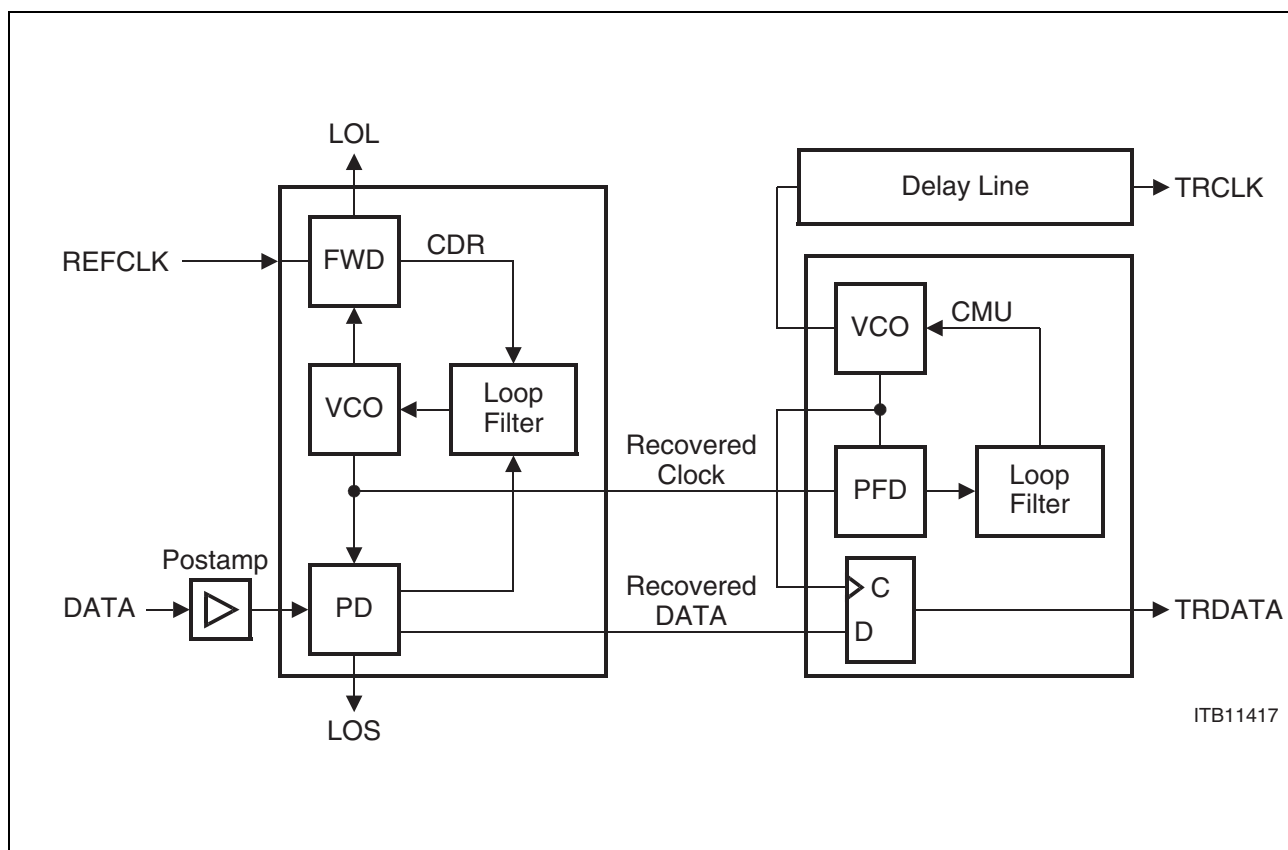 LOL
Delay Line
TRCLK
REFCLK
FWD
CDR
VCO
CMU
VCO
Loop
Filter
Recovered
Clock
PFD
Loop
Filter
Postamp
DATA
PD
Recovered
DATA
C
D
TRDATA
LOS
ITB11417